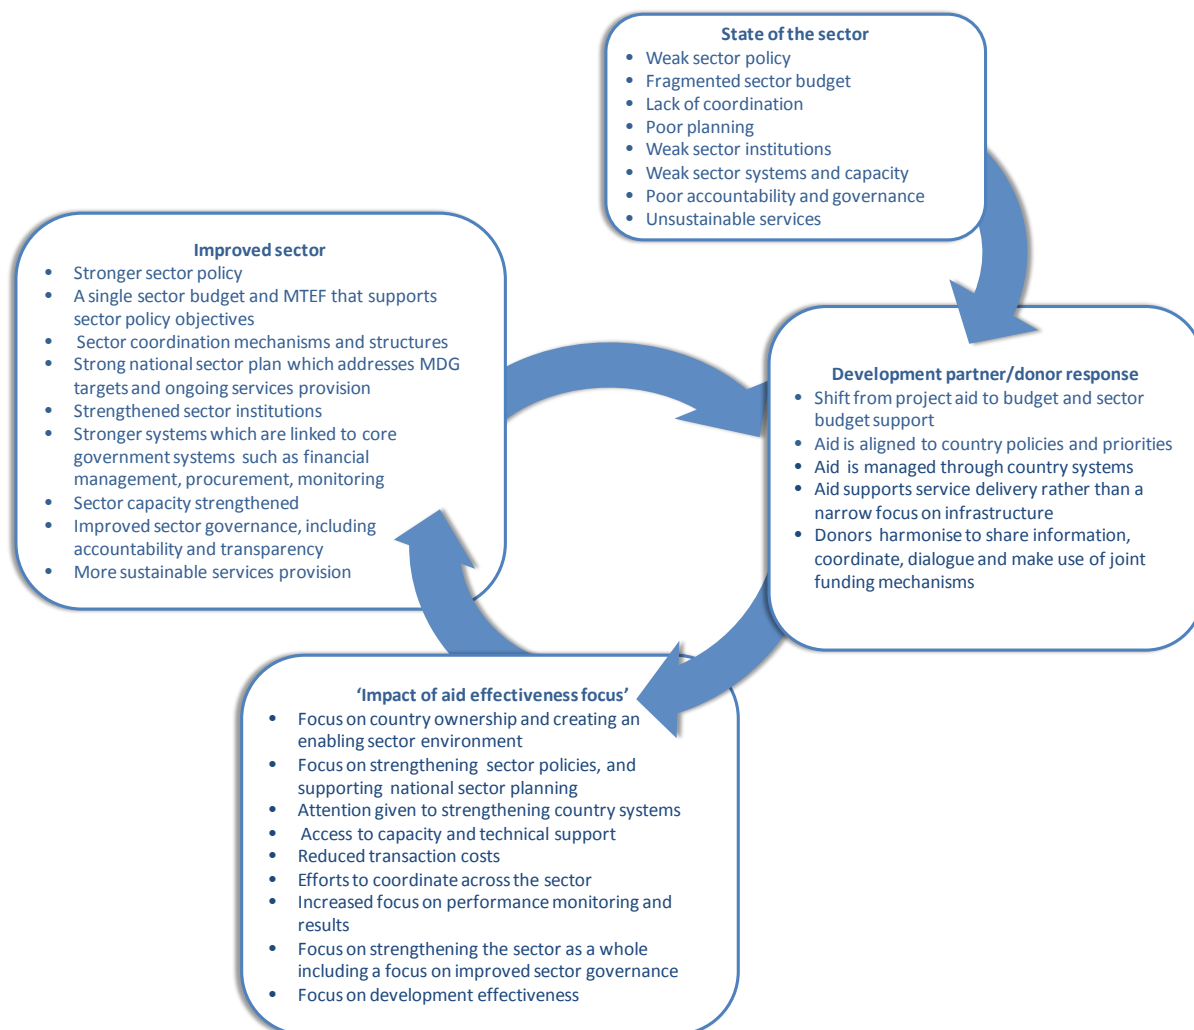 State of the sector
• Weak sector policy
• Fragmented sector budget
• Lack of coordination
• Poor planning
• Weak sector institutions
• Weak sector systems and capacity
• Poor accountability and governance
• Unsustainable services
Improved sector
• Stronger sector policy
• A single sector budget and MTEF that supports
sector policy objectives
• Sector coordination mechanisms and structures
• Strong national sector plan which addresses MDG
targets and ongoing services provision
• Strengthened sector institutions
• Stronger systems which are linked to core
government systems such as financial
management, procurement, monitoring
• Sector capacity strengthened
• Improved sector governance, including
accountability and transparency
• More sustainable services provision
Development partner/donor response
• Shift from project aid to budget and sector
budget support
• Aid is aligned to country policies and priorities
• Aid is managed through country systems
• Aid supports service delivery rather than a
narrow focus on infrastructure
• Donors harmonise to share information,
coordinate, dialogue and make use of joint
funding mechanisms
‘Impact of aid effectiveness focus’
• Focus on country ownership and creating an
enabling sector environment
• Focus on strengthening sector policies, and
supporting national sector planning
• Attention given to strengthening country systems
• Access to capacity and technical support
• Reduced transaction costs
• Efforts to coordinate across the sector
• Increased focus on performance monitoring and
results
• Focus on strengthening the sector as a whole
including a focus on improved sector governance
• Focus on development effectiveness